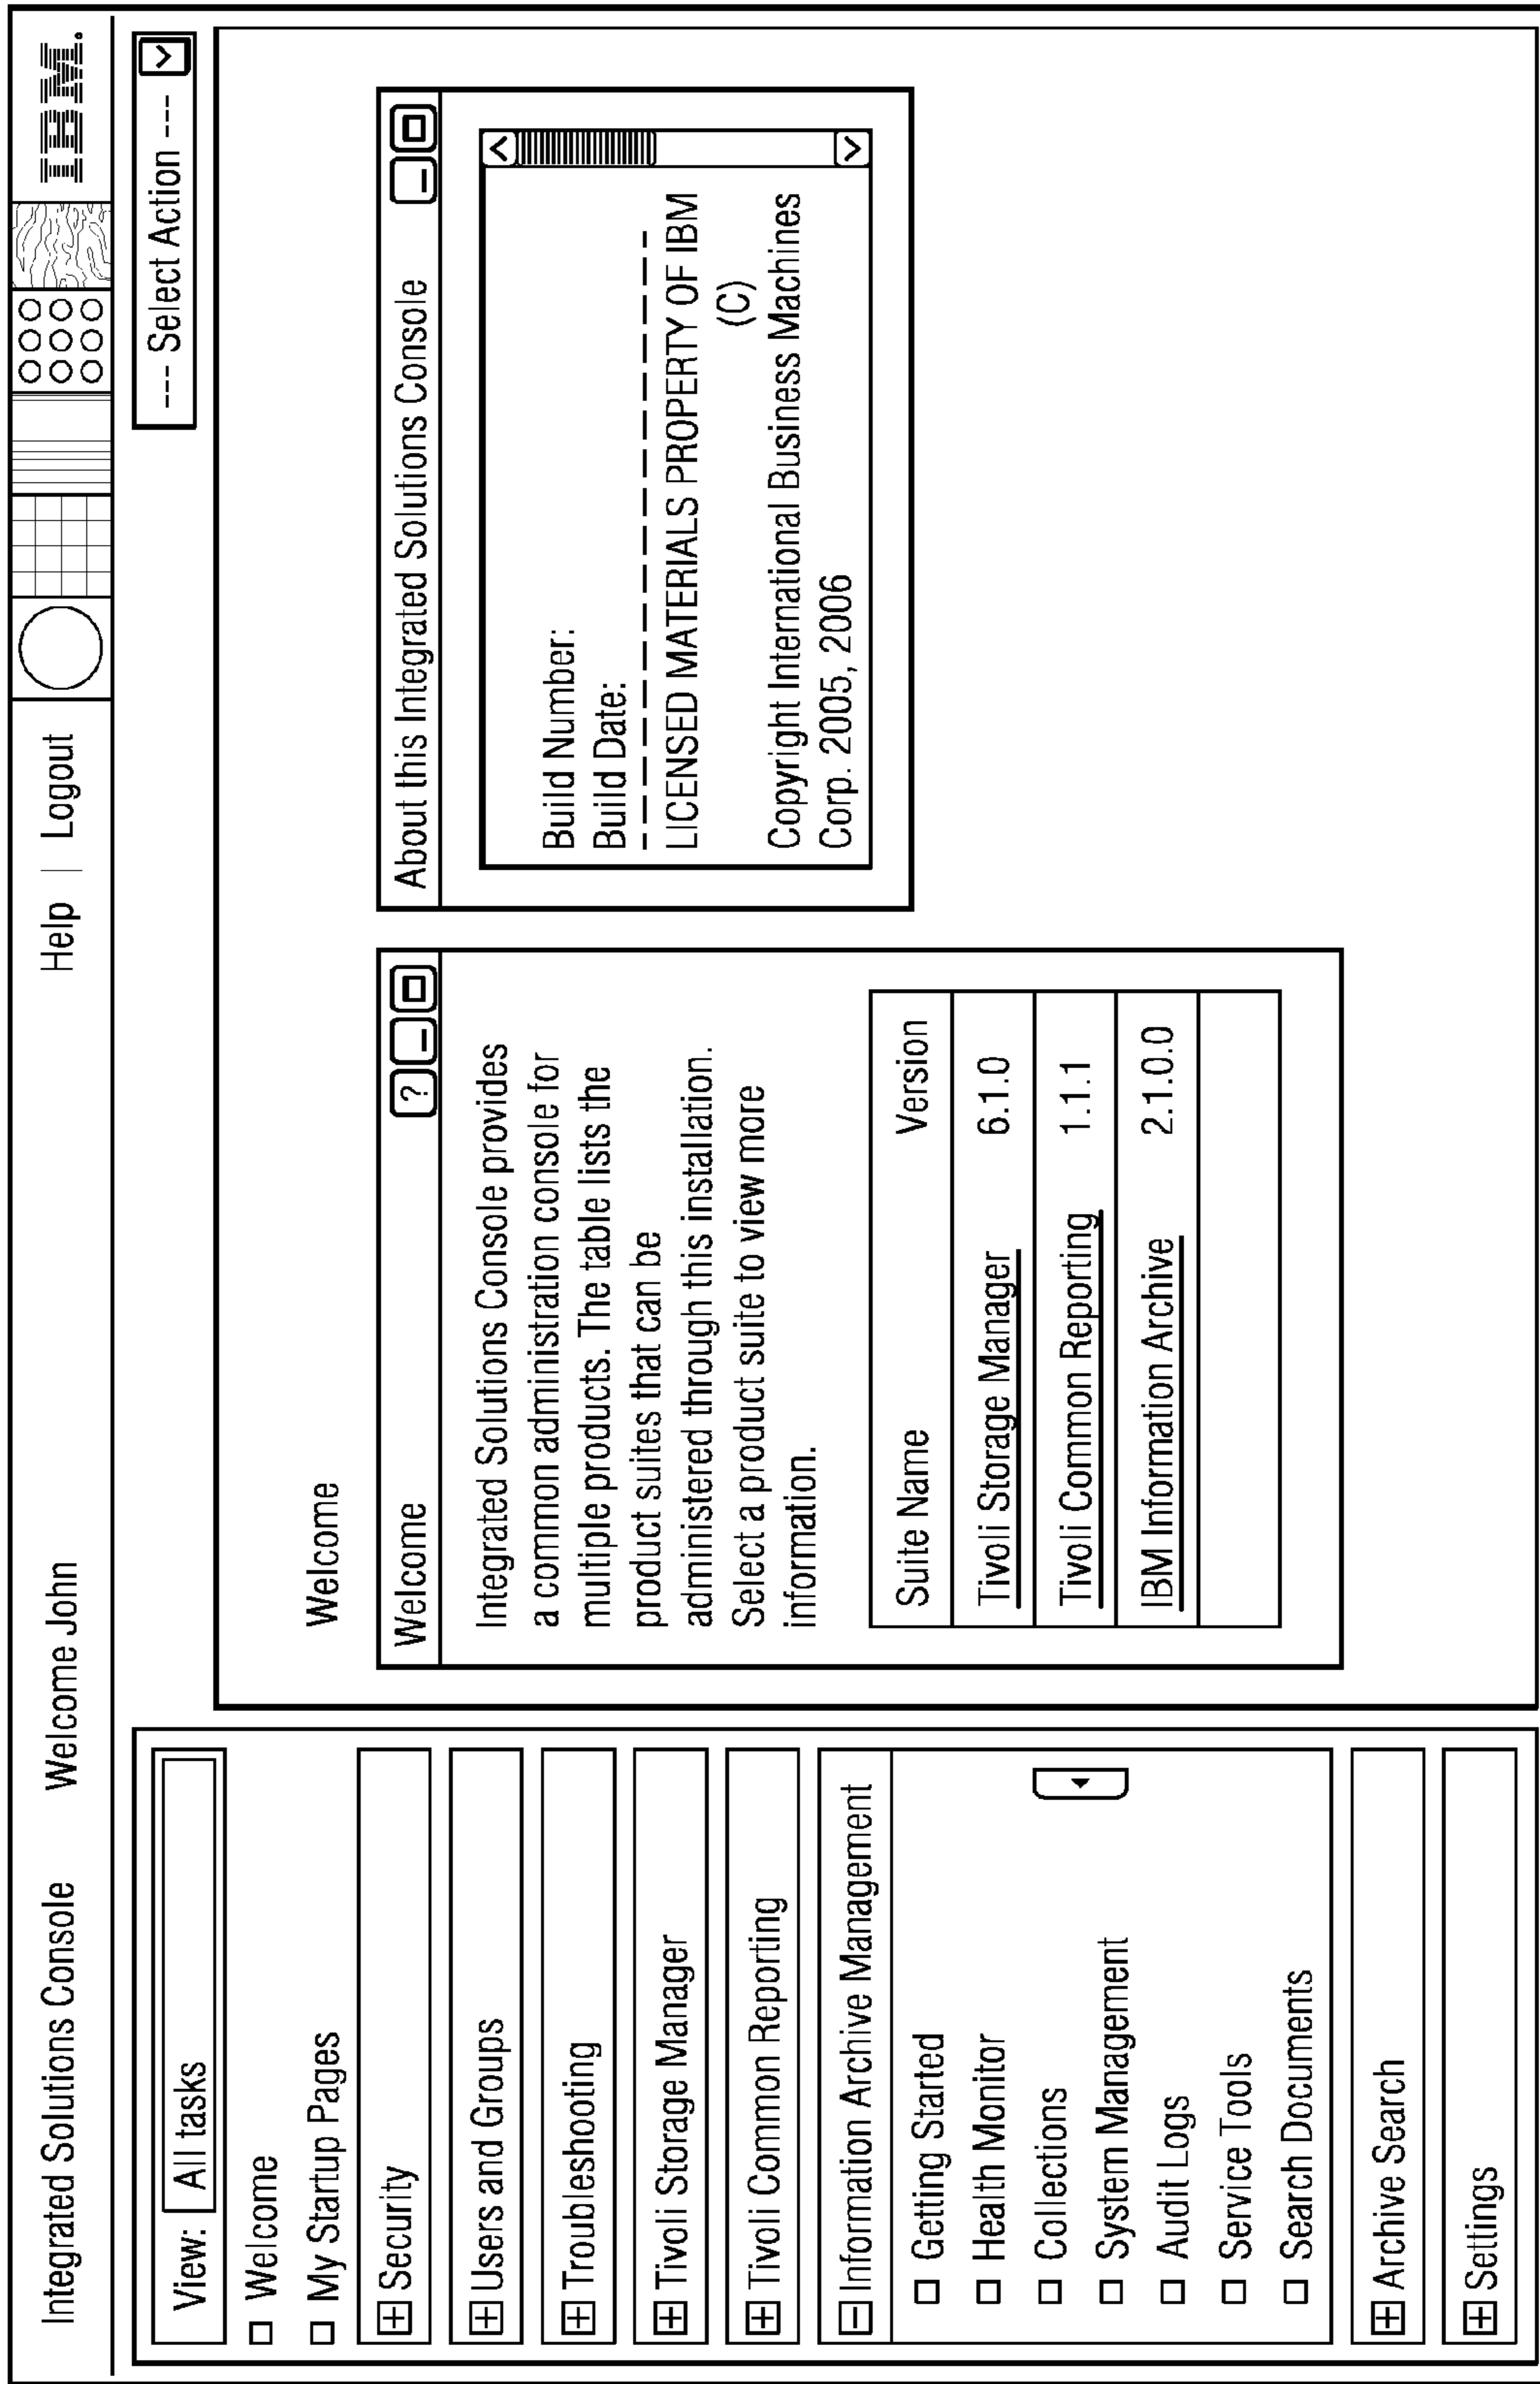 Integrated Solutions Console Welcome John Help | Logout IBM.
--- Select Action ---
View: All tasks
Welcome
My Startup Pages
Security
Users and Groups
Troubleshooting
Tivoli Storage Manager
Tivoli Common Reporting
Information Archive Management
Getting Started
Health Monitor
Collections
System Management
Audit Logs
Service Tools
Search Documents
Archive Search
Settings
Welcome
Welcome ?
Integrated Solutions Console provides
a common administration console for
multiple products. The table lists the
product suites that can be
administered through this installation.
Select a product suite to view more
information.
Suite Name Version
Tivoli Storage Manager 6.1.0
Tivoli Common Reporting 1.1.1
IBM Information Archive 2.1.0.0
About this Integrated Solutions Console
Build Number:
Build Date:
------------------------
LICENSED MATERIALS PROPERTY OF IBM
(C)
Copyright International Business Machines
Corp. 2005, 2006